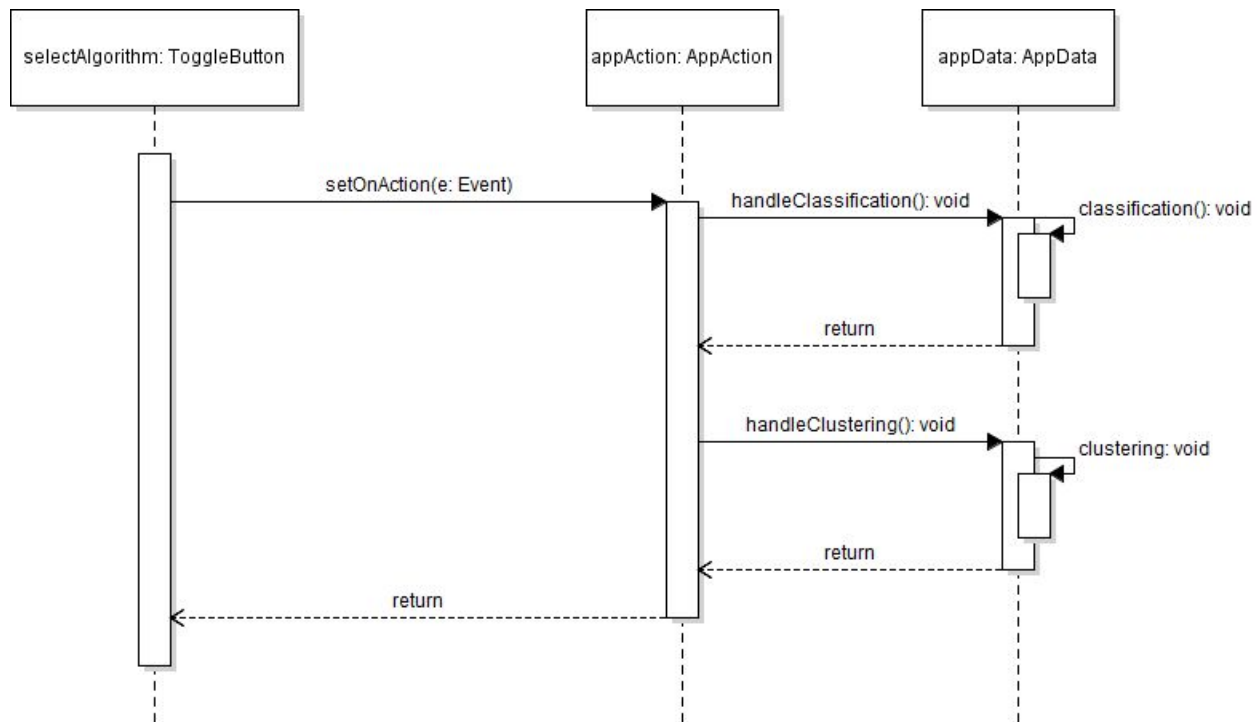 selectAlgorithm: ToggleButton
appAction: AppAction
appData: AppData
setOnAction(e: Event)
handleClassification(): void
classification(): void
return
handleClustering(): void
clustering: void
return
return